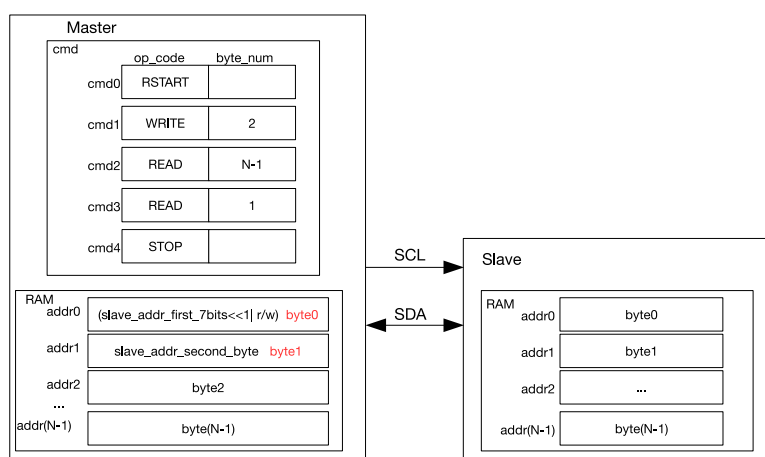 Master
cmd
op_code byte_num
cmd0 RSTART
cmd1 WRITE 2
cmd2 READ N-1
cmd3 READ 1
cmd4 STOP
RAM
addr0 (slave_addr_first_7bits<<1| r/w) byte0
addr1 slave_addr_second_byte byte1
addr2 byte2
...
addr(N-1) byte(N-1)
SCL
SDA
Slave
RAM
addr0 byte0
addr1 byte1
addr2 ...
addr(N-1) byte(N-1)